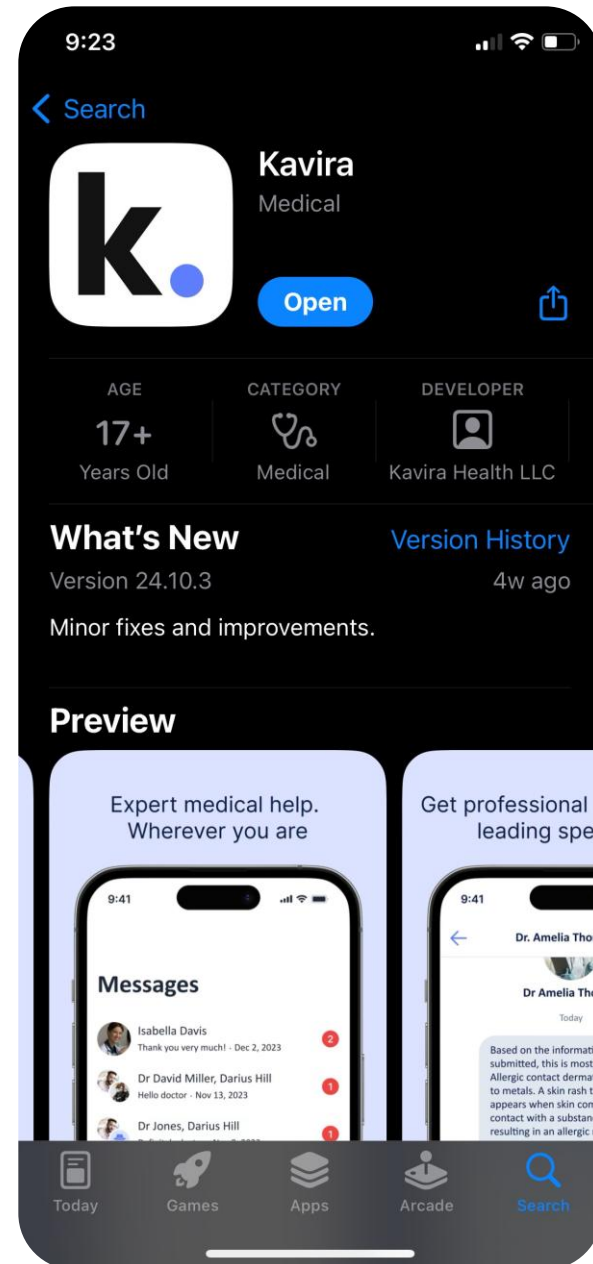 9:23
Search
k.
Kavira
Medical
Open
AGE
17+
Years Old
CATEGORY
Medical
DEVELOPER
Kavira Health LLC
What's New
Version History
Version 24.10.3
4w ago
Minor fixes and improvements.
Preview
Expert medical help.
Wherever you are
9:41
Messages
Isabella Davis
Thank you very much! - Dec 2, 2023
2
Dr David Miller, Darius Hill
Hello doctor - Nov 13, 2023
1
Dr Jones, Darius Hill
1
Get professional
leading spe
9:41
Dr. Amelia Tho
Dr Amelia Tho
Today
Based on the informati
submitted, this is most
Allergic contact derma
to metals. A skin rash t
appears when skin con
contact with a substan
resulting in an allergic
Today
Games
Apps
Arcade
Search